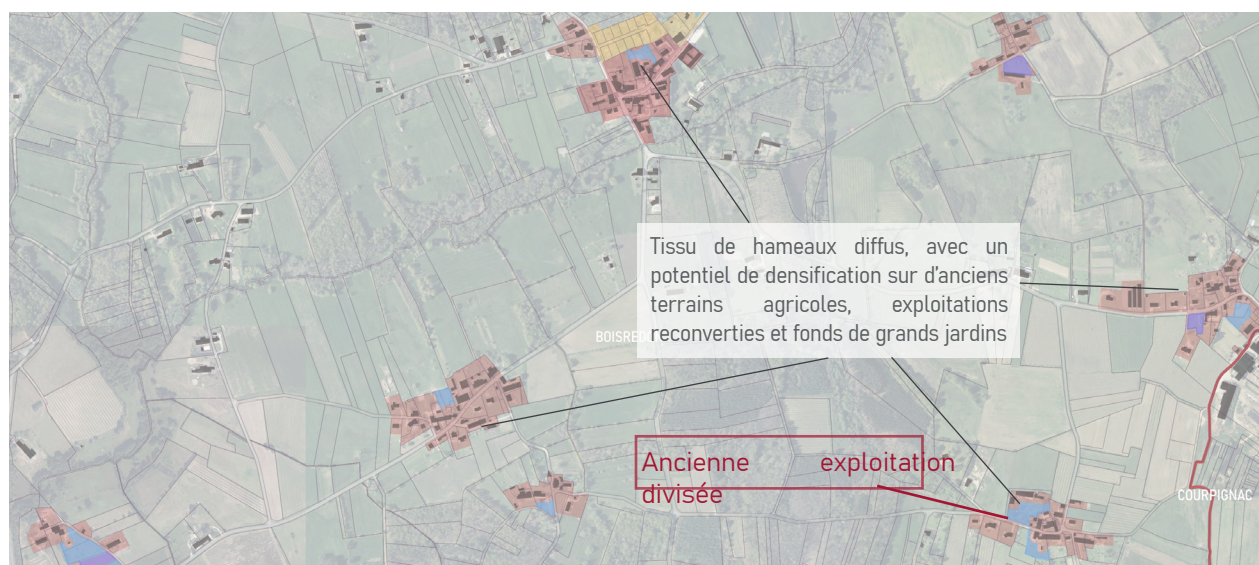 Tissu de hameaux diffus, avec un
potentiel de densification sur d'anciens
terrains agricoles, exploitations
reconverties et fonds de grands jardins
Ancienne exploitation
divisée
COURPIGNAC